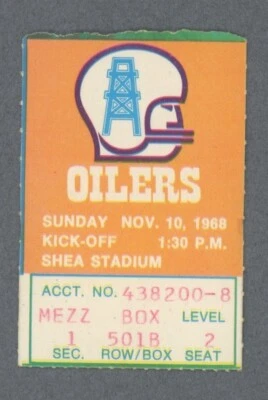 OILERS
SUNDAY NOV. 10, 1968
KICK-OFF 1:30 P.M.
SHEA STADIUM
ACCT. NO. 438200-8
MEZZ BOX LEVEL
1 501B 2
SEC. ROW/BOX SEAT